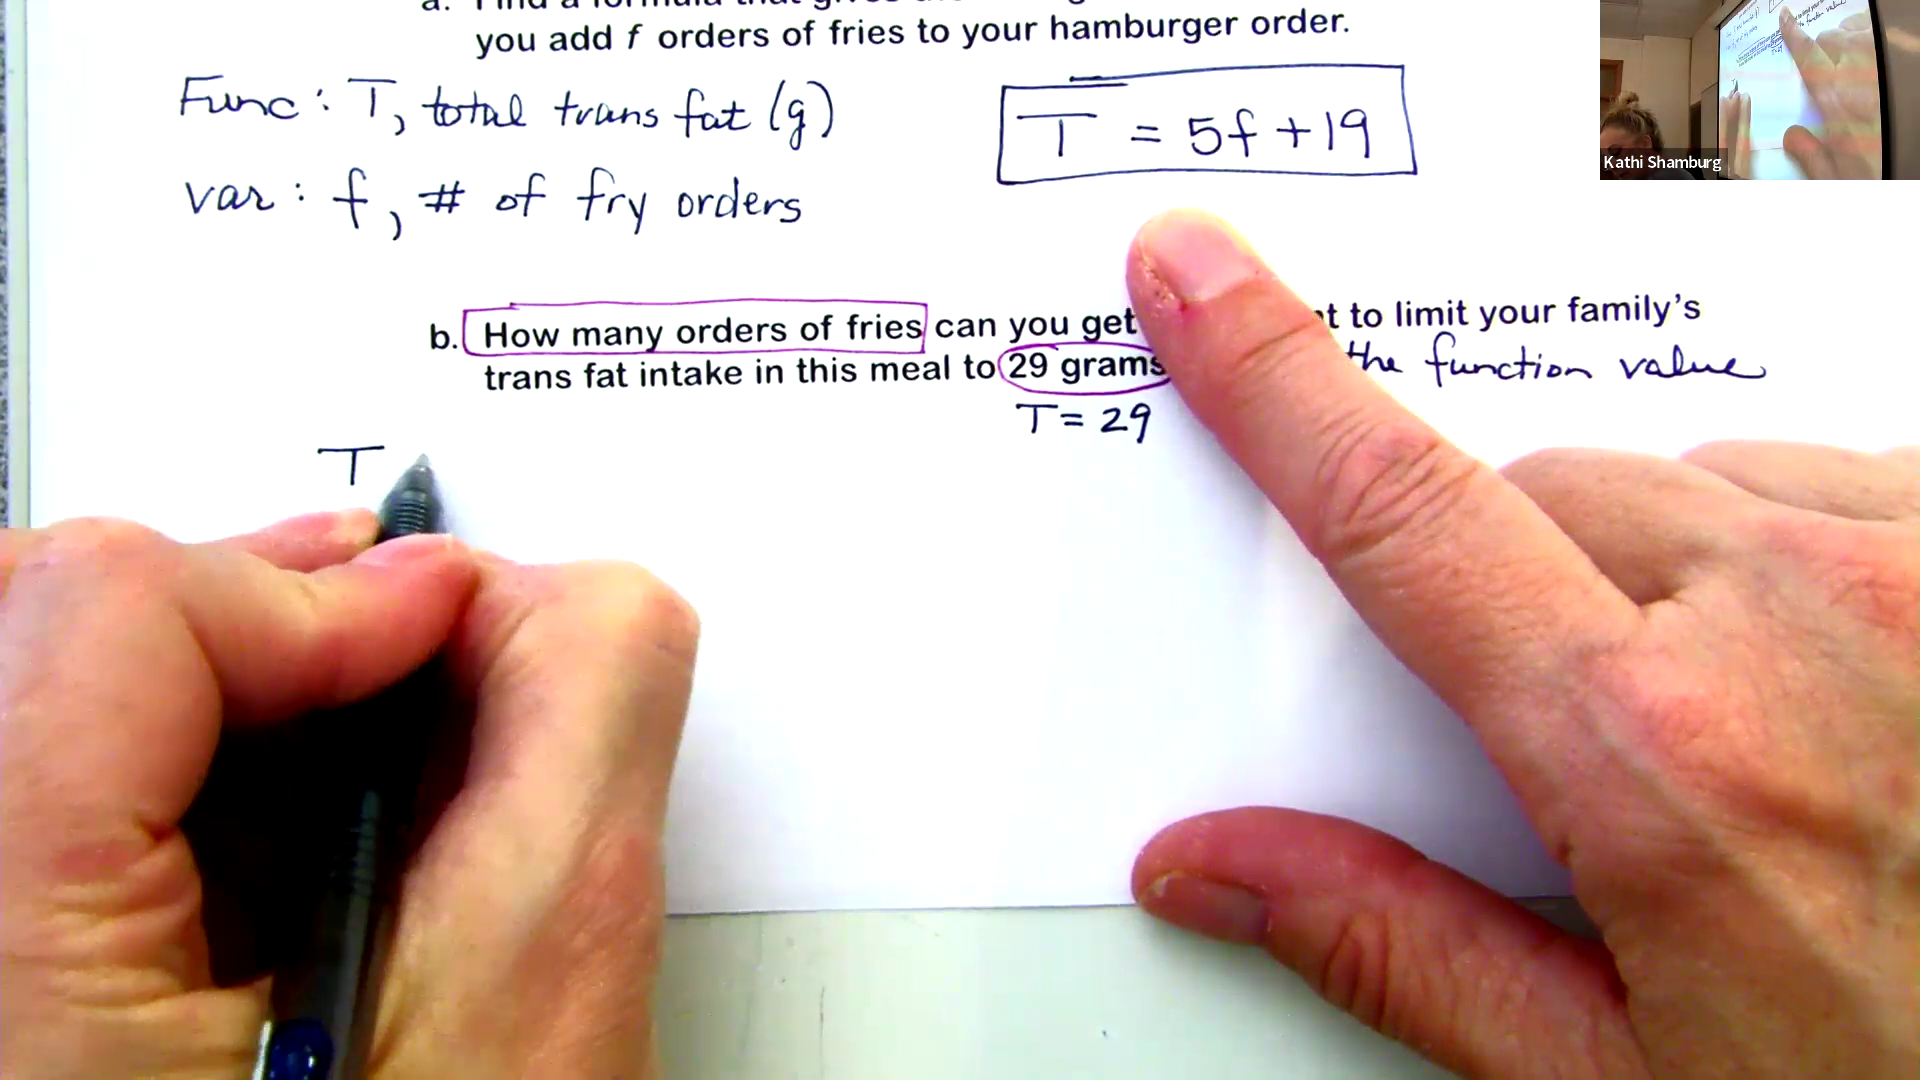 you add f orders of fries to your hamburger order.
Func: T, total trans fat (g)
T = 5f + 19
var: f, # of fry orders
b. How many orders of fries can you get t to limit your family's
trans fat intake in this meal to 29 grams the function value
T = 29
T
Kathi Shamburg